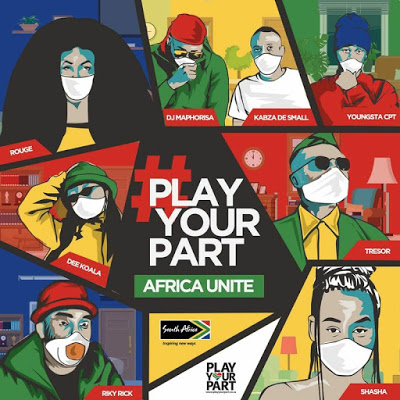 ROUGE
DJ MAPHORISA
KABZA DE SMALL
YOUNGSTA CPT
#PLAY
YOUR
PART
AFRICA UNITE
DEE KOALA
TRESOR
RIKY RICK
South Africa
Inspiring new ways
PLAY
YOUR
PART
SHASHA